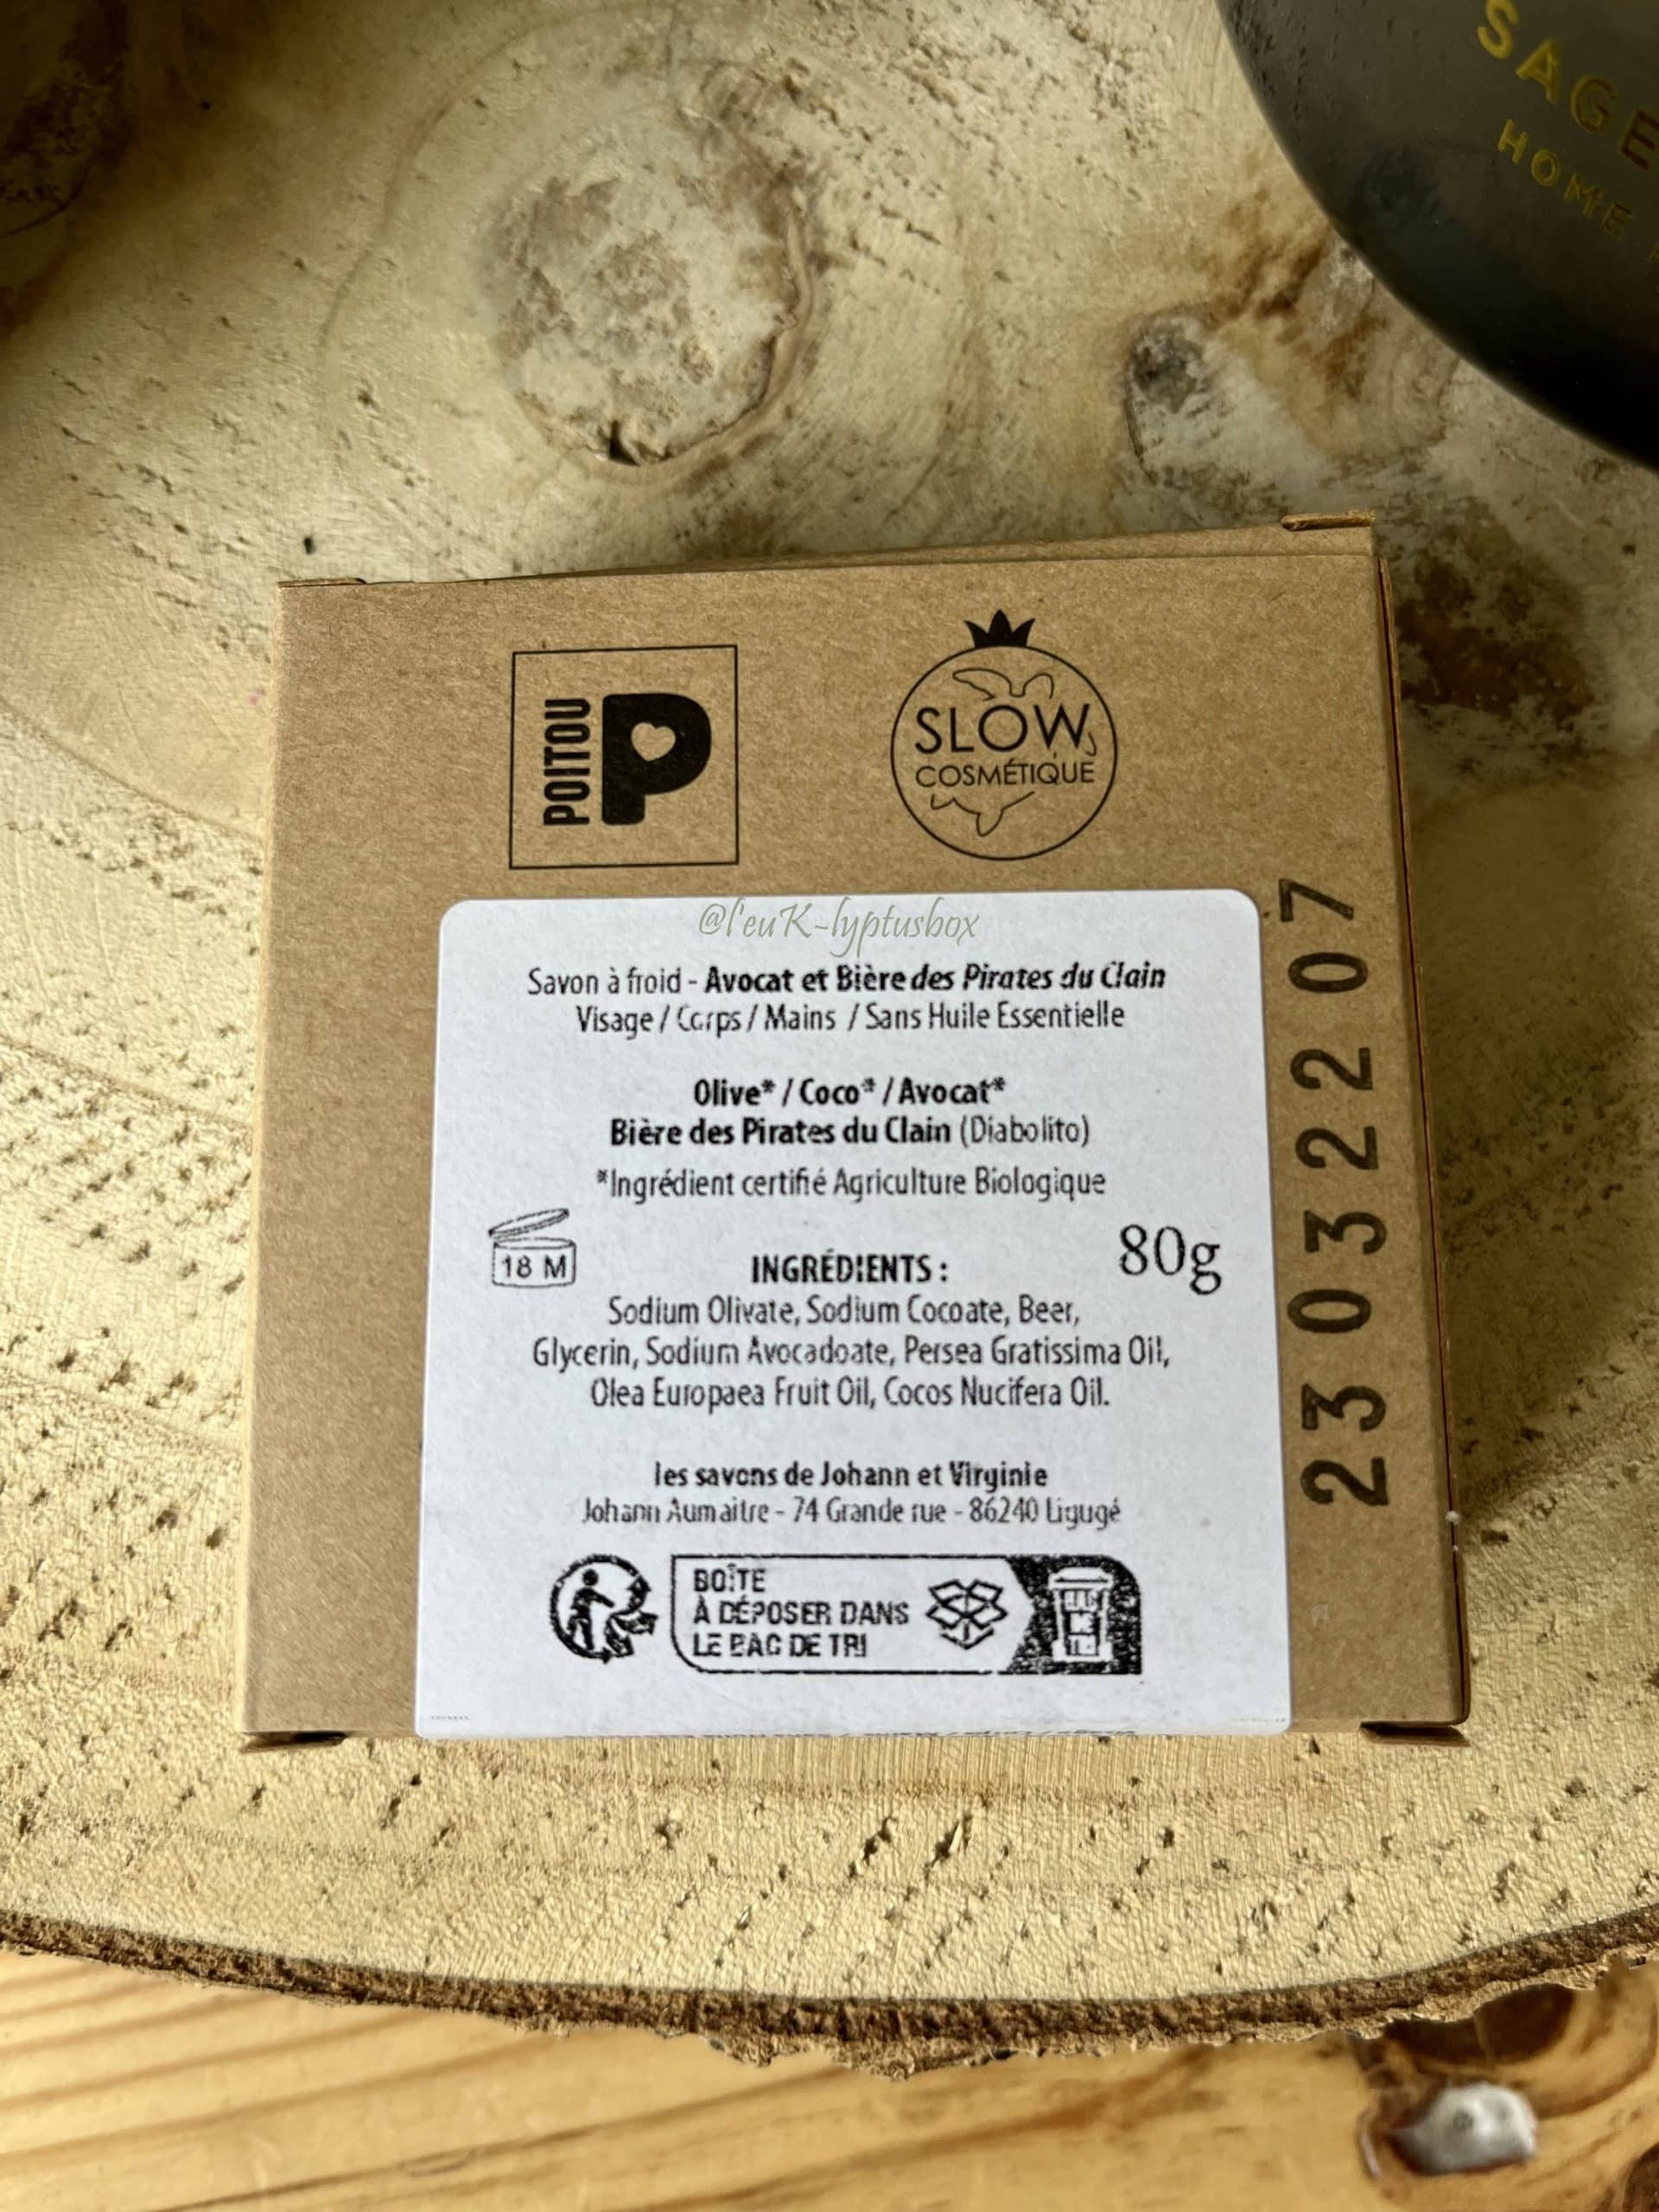 SAGE
HOME
POITOU
P
SLOW
COSMÉTIQUE
@l'euK-lyptusbox
Savon à froid - Avocat et Bière des Pirates du Clain
Visage / Corps / Mains / Sans Huile Essentielle
Olive* / Coco* / Avocat*
Bière des Pirates du Clain (Diabolito)
*Ingrédient certifié Agriculture Biologique
18 M
80g
INGRÉDIENTS :
Sodium Olivate, Sodium Cocoate, Beer,
Glycerin, Sodium Avocadoate, Persea Gratissima Oil,
Olea Europaea Fruit Oil, Cocos Nucifera Oil.
les savons de Johann et Virginie
Johann Aumaitre - 74 Grande rue - 86240 Ligugé
BOÎTE
À DÉPOSER DANS
LE BAC DE TRI
23032207